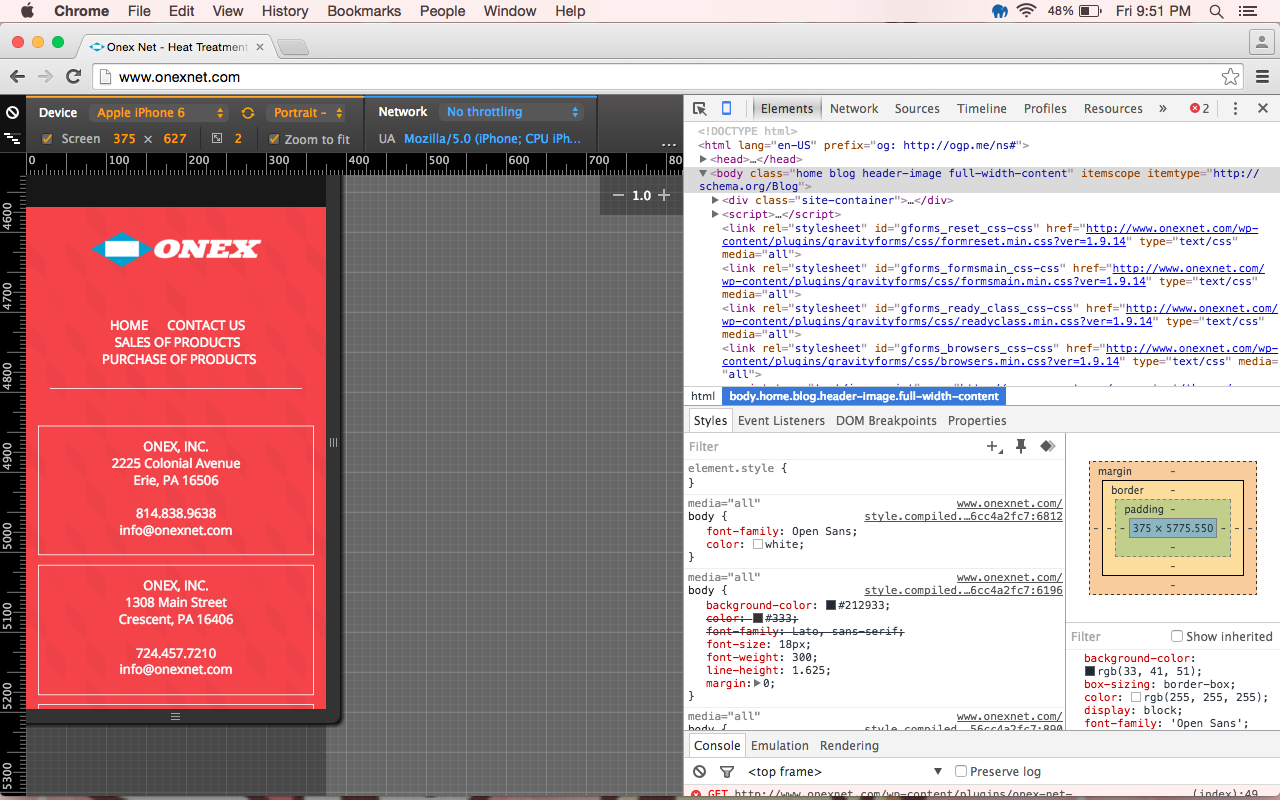 Chrome File Edit View History Bookmarks People Window Help 48% Fri 9:51 PM
Onex Net - Heat Treatment
www.onexnet.com
Device Apple iPhone 6 Portrait - Network No throttling
Screen 375 × 627 2 Zoom to fit UA Mozilla/5.0 (iPhone; CPU iPh...
0 100 200 300 400 500 600 700 80
1.0
4600
4700
4800
4900
5000
5100
5200
5300
ONEX
HOME CONTACT US
SALES OF PRODUCTS
PURCHASE OF PRODUCTS
ONEX, INC.
2225 Colonial Avenue
Erie, PA 16506
814.838.9638
info@onexnet.com
ONEX, INC.
1308 Main Street
Crescent, PA 16406
724.457.7210
info@onexnet.com
Elements Network Sources Timeline Profiles Resources » 2
<!DOCTYPE html>
<html lang="en-US" prefix="og: http://ogp.me/ns#">
<head>…</head>
<body class="home blog header-image full-width-content" itemscope itemtype="http://
schema.org/Blog">
<div class="site-container">…</div>
<script>…</script>
<link rel="stylesheet" id="gforms_reset_css-css" href="http://www.onexnet.com/wp-
content/plugins/gravityforms/css/formreset.min.css?ver=1.9.14" type="text/css"
media="all">
<link rel="stylesheet" id="gforms_formsmain_css-css" href="http://www.onexnet.com/
wp-content/plugins/gravityforms/css/formsmain.min.css?ver=1.9.14" type="text/css"
media="all">
<link rel="stylesheet" id="gforms_ready_class_css-css" href="http://www.onexnet.com/
wp-content/plugins/gravityforms/css/readyclass.min.css?ver=1.9.14" type="text/css"
media="all">
<link rel="stylesheet" id="gforms_browsers_css-css" href="http://www.onexnet.com/wp-
content/plugins/gravityforms/css/browsers.min.css?ver=1.9.14" type="text/css" media=
"all">
html body.home.blog.header-image.full-width-content
Styles Event Listeners DOM Breakpoints Properties
Filter
element.style {
}
media="all" www.onexnet.com/
body { style.compiled.…6cc4a2fc7:6812
font-family: Open Sans;
color: white;
}
media="all" www.onexnet.com/
body { style.compiled.…6cc4a2fc7:6196
background-color: #212933;
color: #333;
font-family: Lato, sans-serif;
font-size: 18px;
font-weight: 300;
line-height: 1.625;
margin: 0;
}
media="all" www.onexnet.com/
body { style.compiled.…56cc4a2fc7:890
margin -
border -
padding -
- - - 375 × 5775.550 - - -
-
-
-
Filter Show inherited
background-color:
rgb(33, 41, 51);
box-sizing: border-box;
color: rgb(255, 255, 255);
display: block;
font-family: 'Open Sans';
Console Emulation Rendering
<top frame> Preserve log
GET http://www.onexnet.com/wp-content/plugins/onex-net- (index):49